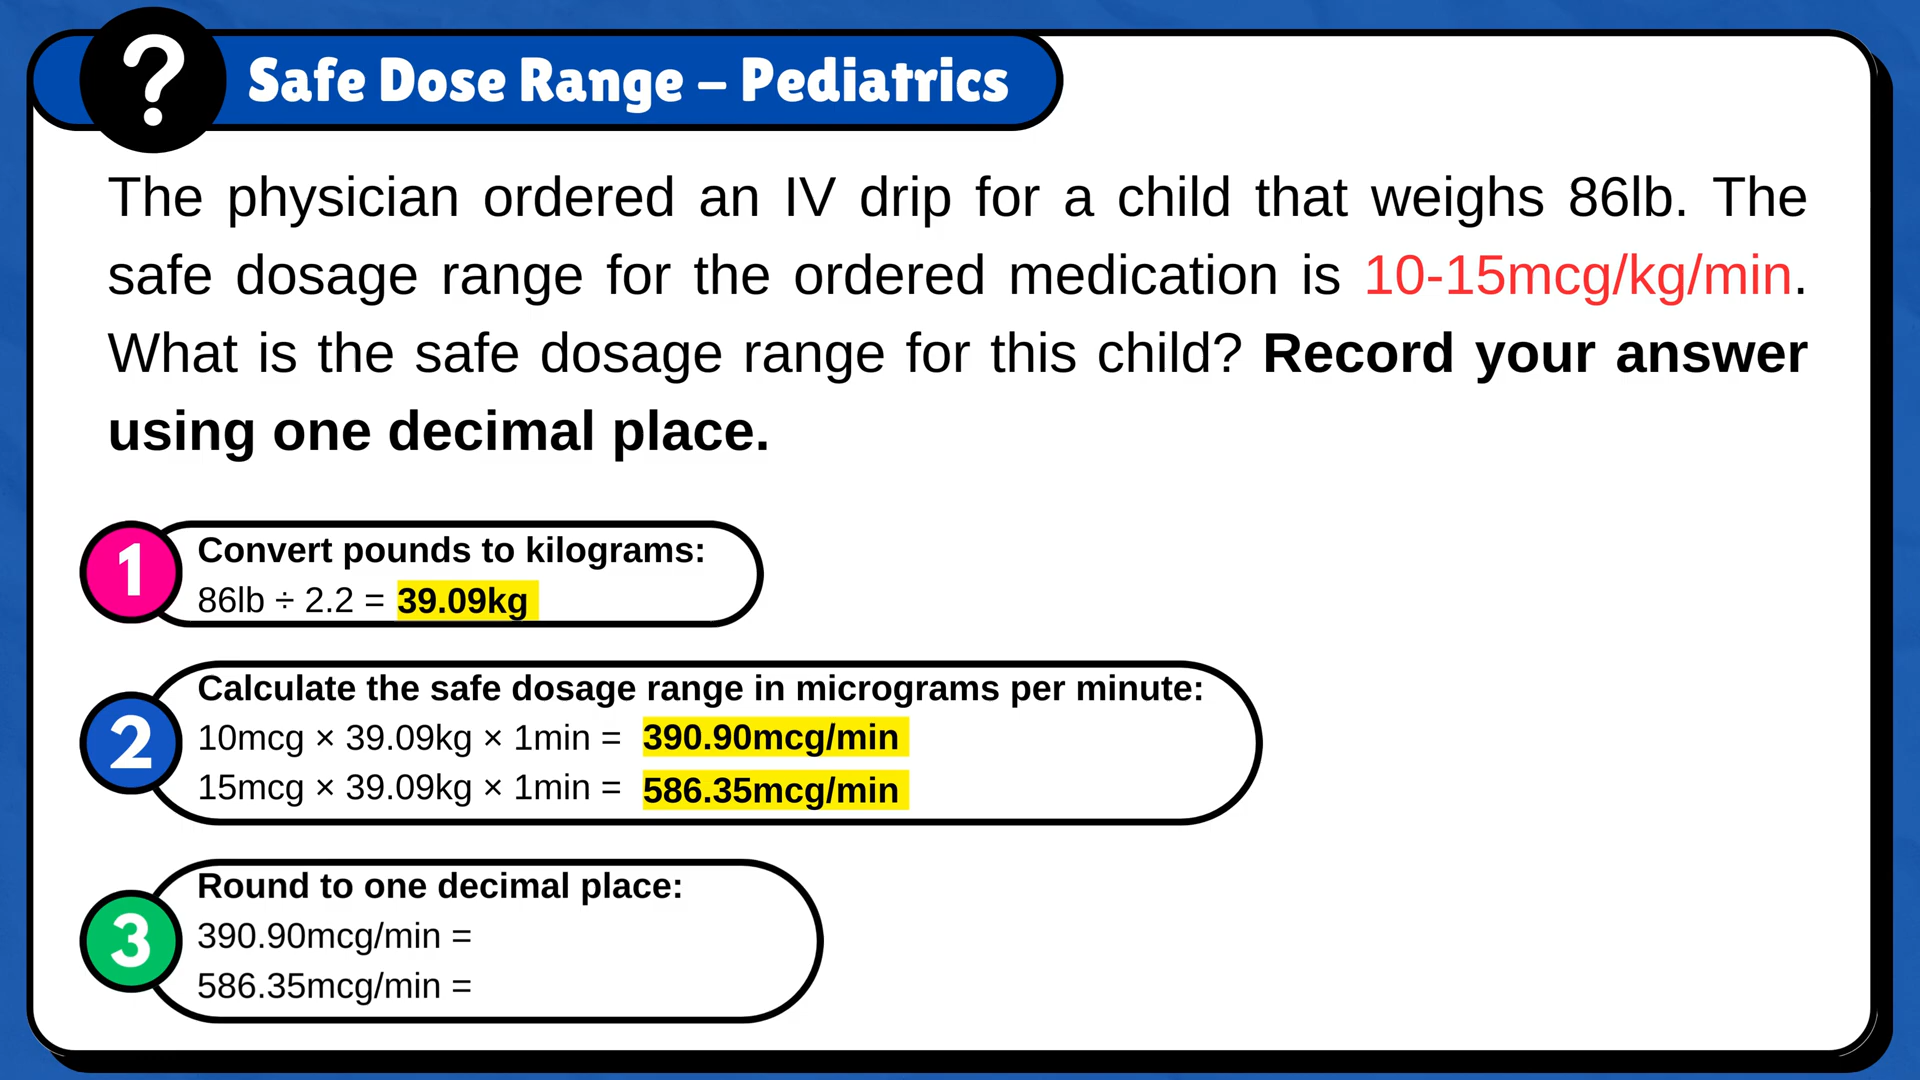 ?
Safe Dose Range – Pediatrics
The physician ordered an IV drip for a child that weighs 86lb. The
safe dosage range for the ordered medication is 10-15mcg/kg/min.
What is the safe dosage range for this child? Record your answer
using one decimal place.
1
Convert pounds to kilograms:
86lb ÷ 2.2 = 39.09kg
2
Calculate the safe dosage range in micrograms per minute:
10mcg × 39.09kg × 1min = 390.90mcg/min
15mcg × 39.09kg × 1min = 586.35mcg/min
3
Round to one decimal place:
390.90mcg/min =
586.35mcg/min =